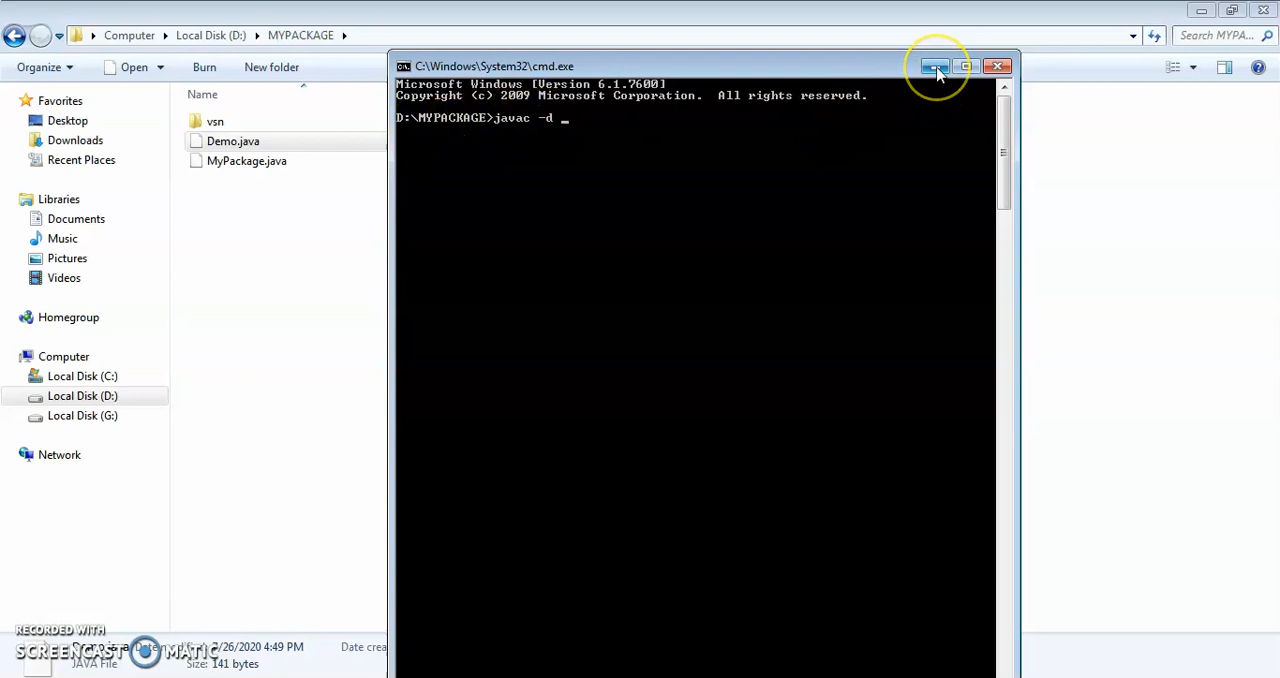 Computer Local Disk (D:) MYPACKAGE
Search MYPA...
Organize Open Burn New folder
C:\Windows\System32\cmd.exe
Microsoft Windows [Version 6.1.7600]
Copyright (c) 2009 Microsoft Corporation. All rights reserved.
D:\MYPACKAGE>javac -d _
Name
vsn
Demo.java
MyPackage.java
Favorites
Desktop
Downloads
Recent Places
Libraries
Documents
Music
Pictures
Videos
Homegroup
Computer
Local Disk (C:)
Local Disk (D:)
Local Disk (G:)
Network
/26/2020 4:49 PM Date crea
JAVA File Size: 141 bytes
RECORDED WITH
SCREENCAST MATIC